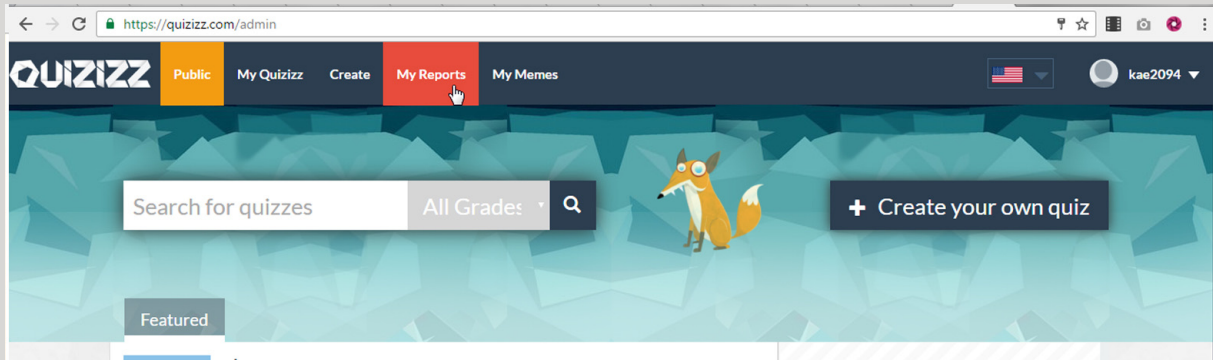 https://quizizz.com/admin
QUIZIZZ Public My Quizizz Create My Reports My Memes kae2094
Search for quizzes All Grades + Create your own quiz
Featured